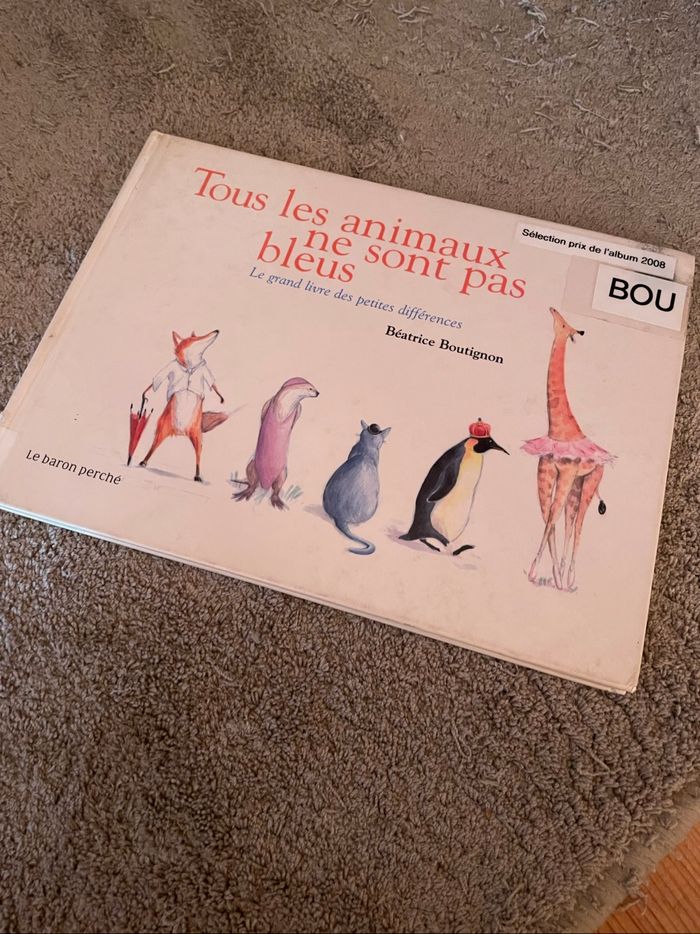 Tous les animaux
ne sont pas
bleus
Le grand livre des petites différences
Béatrice Boutignon
Sélection prix de l'album 2008
BOU
Le baron perché